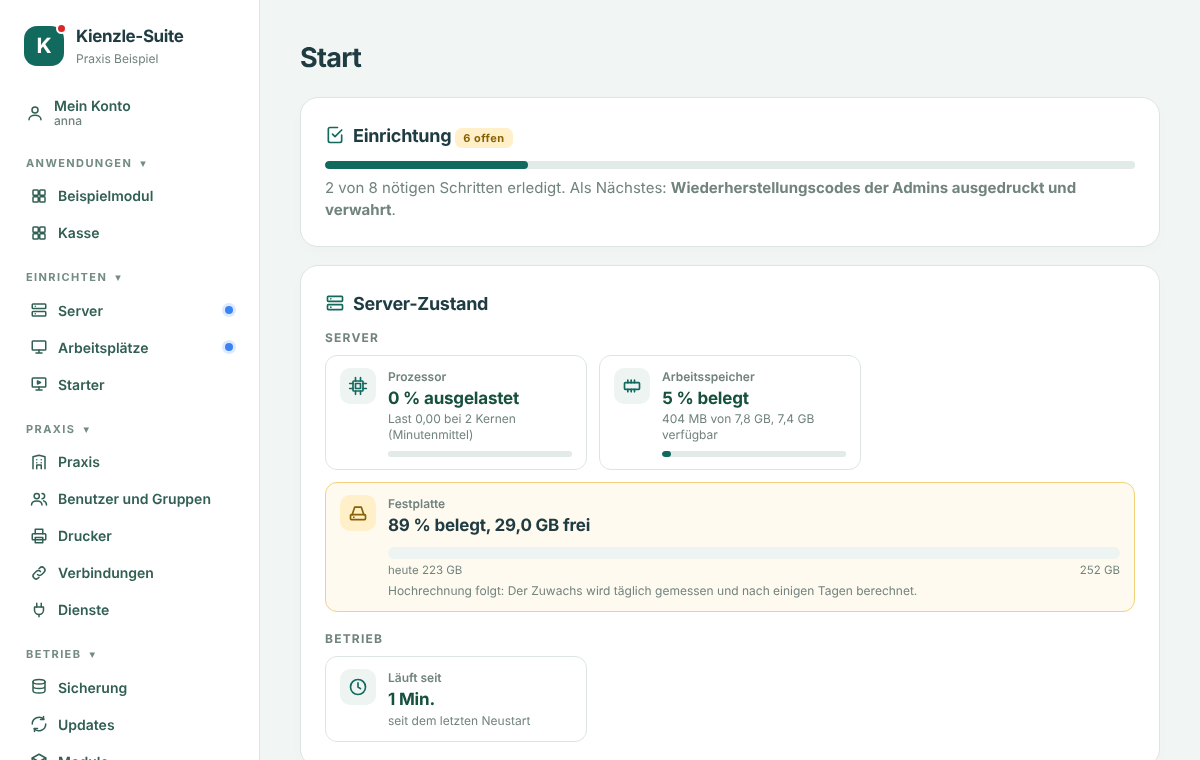 K
Kienzle-Suite
Praxis Beispiel
Mein Konto
anna
ANWENDUNGEN ▾
Beispielmodul
Kasse
EINRICHTEN ▾
Server
Arbeitsplätze
Starter
PRAXIS ▾
Praxis
Benutzer und Gruppen
Drucker
Verbindungen
Dienste
BETRIEB ▾
Sicherung
Updates
Start
Einrichtung 6 offen
2 von 8 nötigen Schritten erledigt. Als Nächstes: Wiederherstellungscodes der Admins ausgedruckt und
verwahrt.
Server-Zustand
SERVER
Prozessor
0 % ausgelastet
Last 0,00 bei 2 Kernen
(Minutenmittel)
Arbeitsspeicher
5 % belegt
404 MB von 7,8 GB, 7,4 GB
verfügbar
Festplatte
89 % belegt, 29,0 GB frei
heute 223 GB
252 GB
Hochrechnung folgt: Der Zuwachs wird täglich gemessen und nach einigen Tagen berechnet.
BETRIEB
Läuft seit
1 Min.
seit dem letzten Neustart